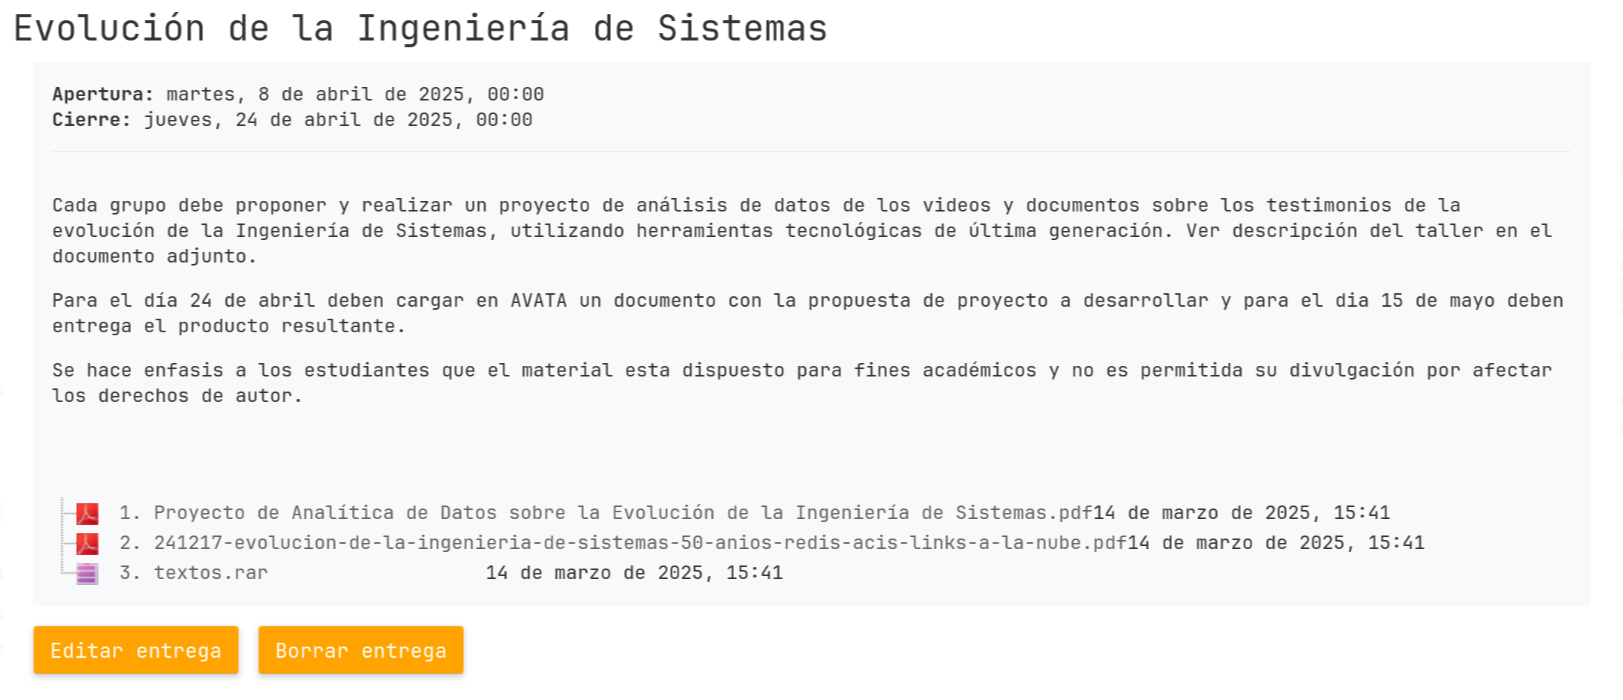 Evolución de la Ingeniería de Sistemas
Apertura: martes, 8 de abril de 2025, 00:00
Cierre: jueves, 24 de abril de 2025, 00:00
Cada grupo debe proponer y realizar un proyecto de análisis de datos de los videos y documentos sobre los testimonios de la
evolución de la Ingeniería de Sistemas, utilizando herramientas tecnológicas de última generación. Ver descripción del taller en el
documento adjunto.
Para el día 24 de abril deben cargar en AVATA un documento con la propuesta de proyecto a desarrollar y para el dia 15 de mayo deben
entrega el producto resultante.
Se hace enfasis a los estudiantes que el material esta dispuesto para fines académicos y no es permitida su divulgación por afectar
los derechos de autor.
1. Proyecto de Analítica de Datos sobre la Evolución de la Ingeniería de Sistemas.pdf14 de marzo de 2025, 15:41
2. 241217-evolucion-de-la-ingenieria-de-sistemas-50-anios-redis-acis-links-a-la-nube.pdf14 de marzo de 2025, 15:41
3. textos.rar 14 de marzo de 2025, 15:41
Editar entrega Borrar entrega